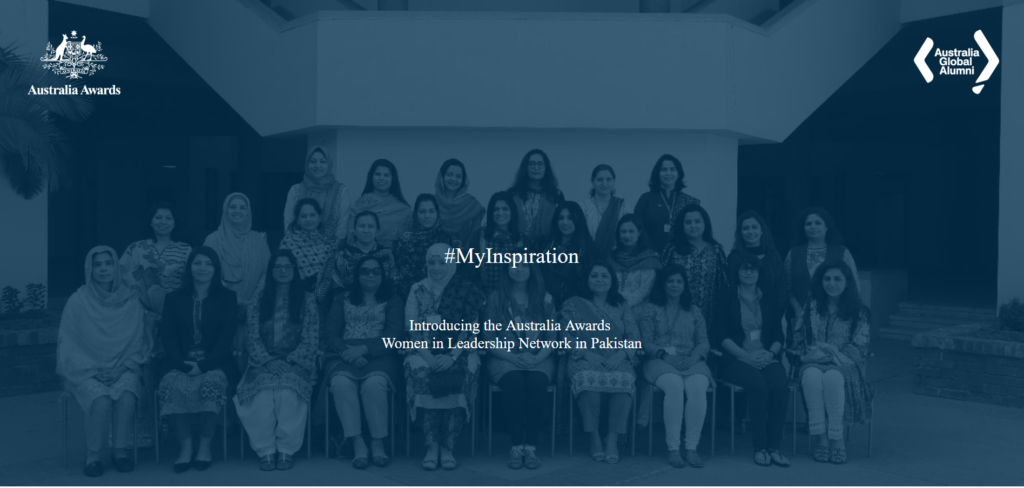 Australia Awards
Australia
Global
Alumni
#MyInspiration
Introducing the Australia Awards
Women in Leadership Network in Pakistan